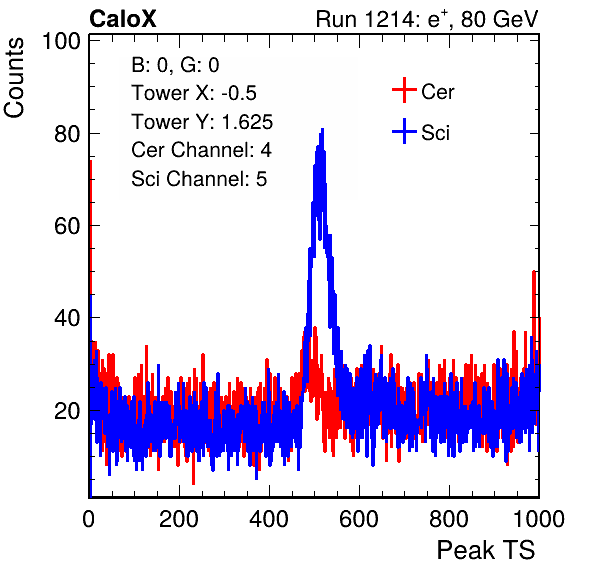 CaloX
Run 1214: e+, 80 GeV
Counts
B: 0, G: 0
Tower X: -0.5
Tower Y: 1.625
Cer Channel: 4
Sci Channel: 5
Cer
Sci
100
80
60
40
20
0 200 400 600 800 1000
Peak TS